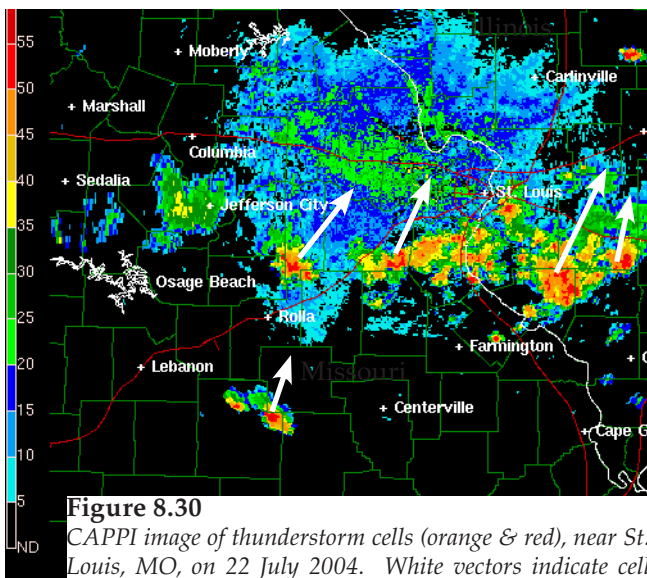 Illinois
55
Moberly
50
Carlinville
Marshall
45
Columbia
40
Sedalia
St. Louis
Jefferson City
35
30
Osage Beach
25
Rolla
20
Farmington
Lebanon
Missouri
15
Centerville
10
Cape G
5
ND
Figure 8.30
CAPPI image of thunderstorm cells (orange & red), near St.
Louis, MO, on 22 July 2004. White vectors indicate cell